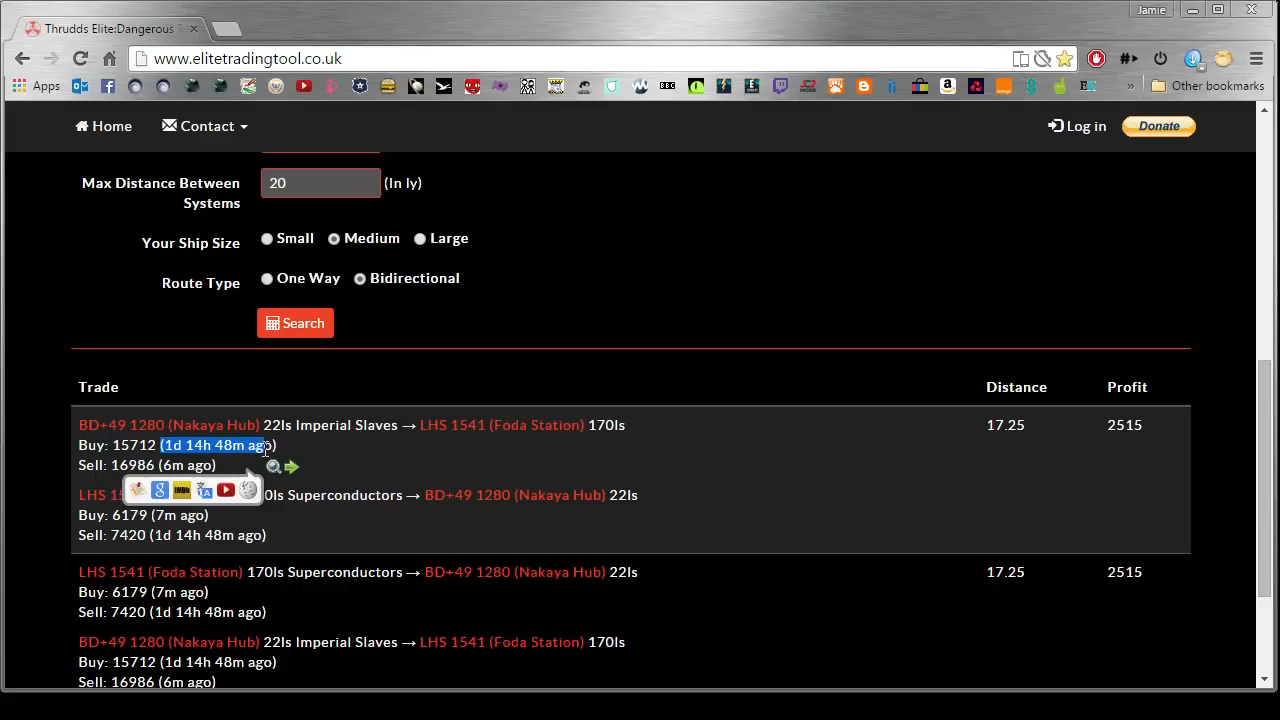 Jamie
Thrudds Elite:Dangerous
www.elitetradingtool.co.uk
Apps
Other bookmarks
Home
Contact
Log in
Donate
Max Distance Between Systems
20
(In ly)
Your Ship Size
Small
Medium
Large
Route Type
One Way
Bidirectional
Search
Trade
Distance
Profit
BD+49 1280 (Nakaya Hub) 22ls Imperial Slaves → LHS 1541 (Foda Station) 170ls
17.25
2515
Buy: 15712 (1d 14h 48m ago)
Sell: 16986 (6m ago)
LHS 1 0ls Superconductors → BD+49 1280 (Nakaya Hub) 22ls
Buy: 6179 (7m ago)
Sell: 7420 (1d 14h 48m ago)
LHS 1541 (Foda Station) 170ls Superconductors → BD+49 1280 (Nakaya Hub) 22ls
17.25
2515
Buy: 6179 (7m ago)
Sell: 7420 (1d 14h 48m ago)
BD+49 1280 (Nakaya Hub) 22ls Imperial Slaves → LHS 1541 (Foda Station) 170ls
Buy: 15712 (1d 14h 48m ago)
Sell: 16986 (6m ago)